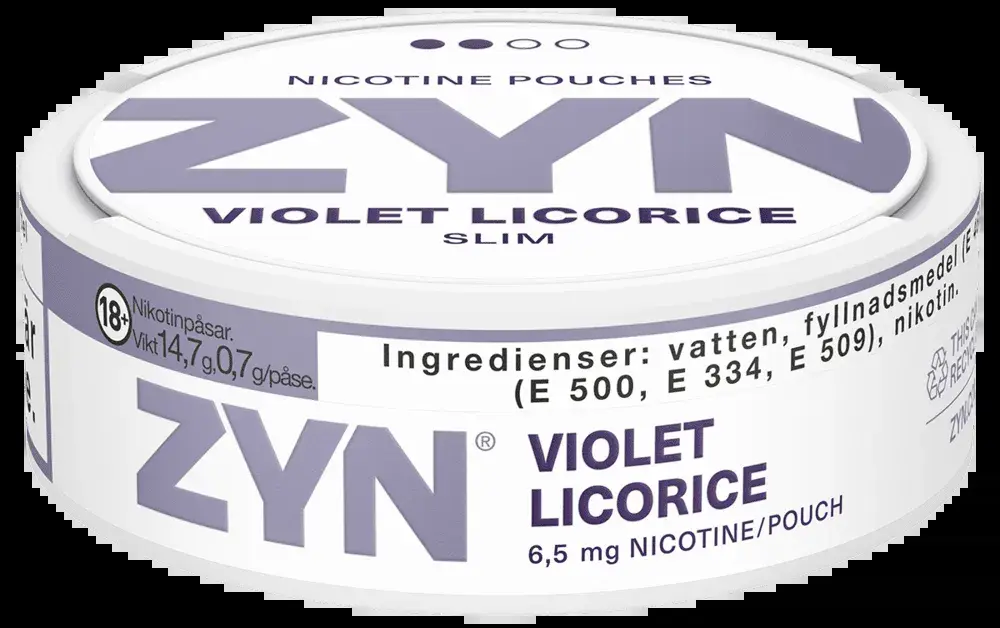 NICOTINE POUCHES
ZYN
VIOLET LICORICE
SLIM
18+
Nikotinpåsar.
Vikt 14,7 g, 0,7 g/påse.
Ingredienser: vatten, fyllnadsmedel (E
(E 500, E 334, E 509), nikotin.
ZYN®
VIOLET
LICORICE
6,5 mg NICOTINE/POUCH
THIS